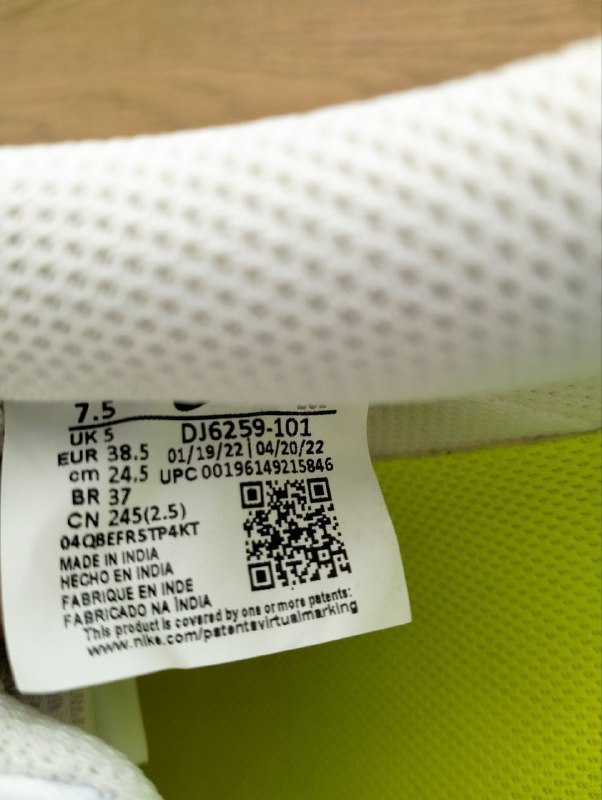 7.5
UK 5
EUR 38.5
cm 24.5
BR 37
CN 245(2.5)
DJ6259-101
01/19/22 | 04/20/22
UPC 00196149215846
04QBEFR5TP4KT
MADE IN INDIA
HECHO EN INDIA
FABRIQUE EN INDE
FABRICADO NA ÍNDIA
This product is covered by one or more patents:
www.nike.com/patentsvirtualmarking